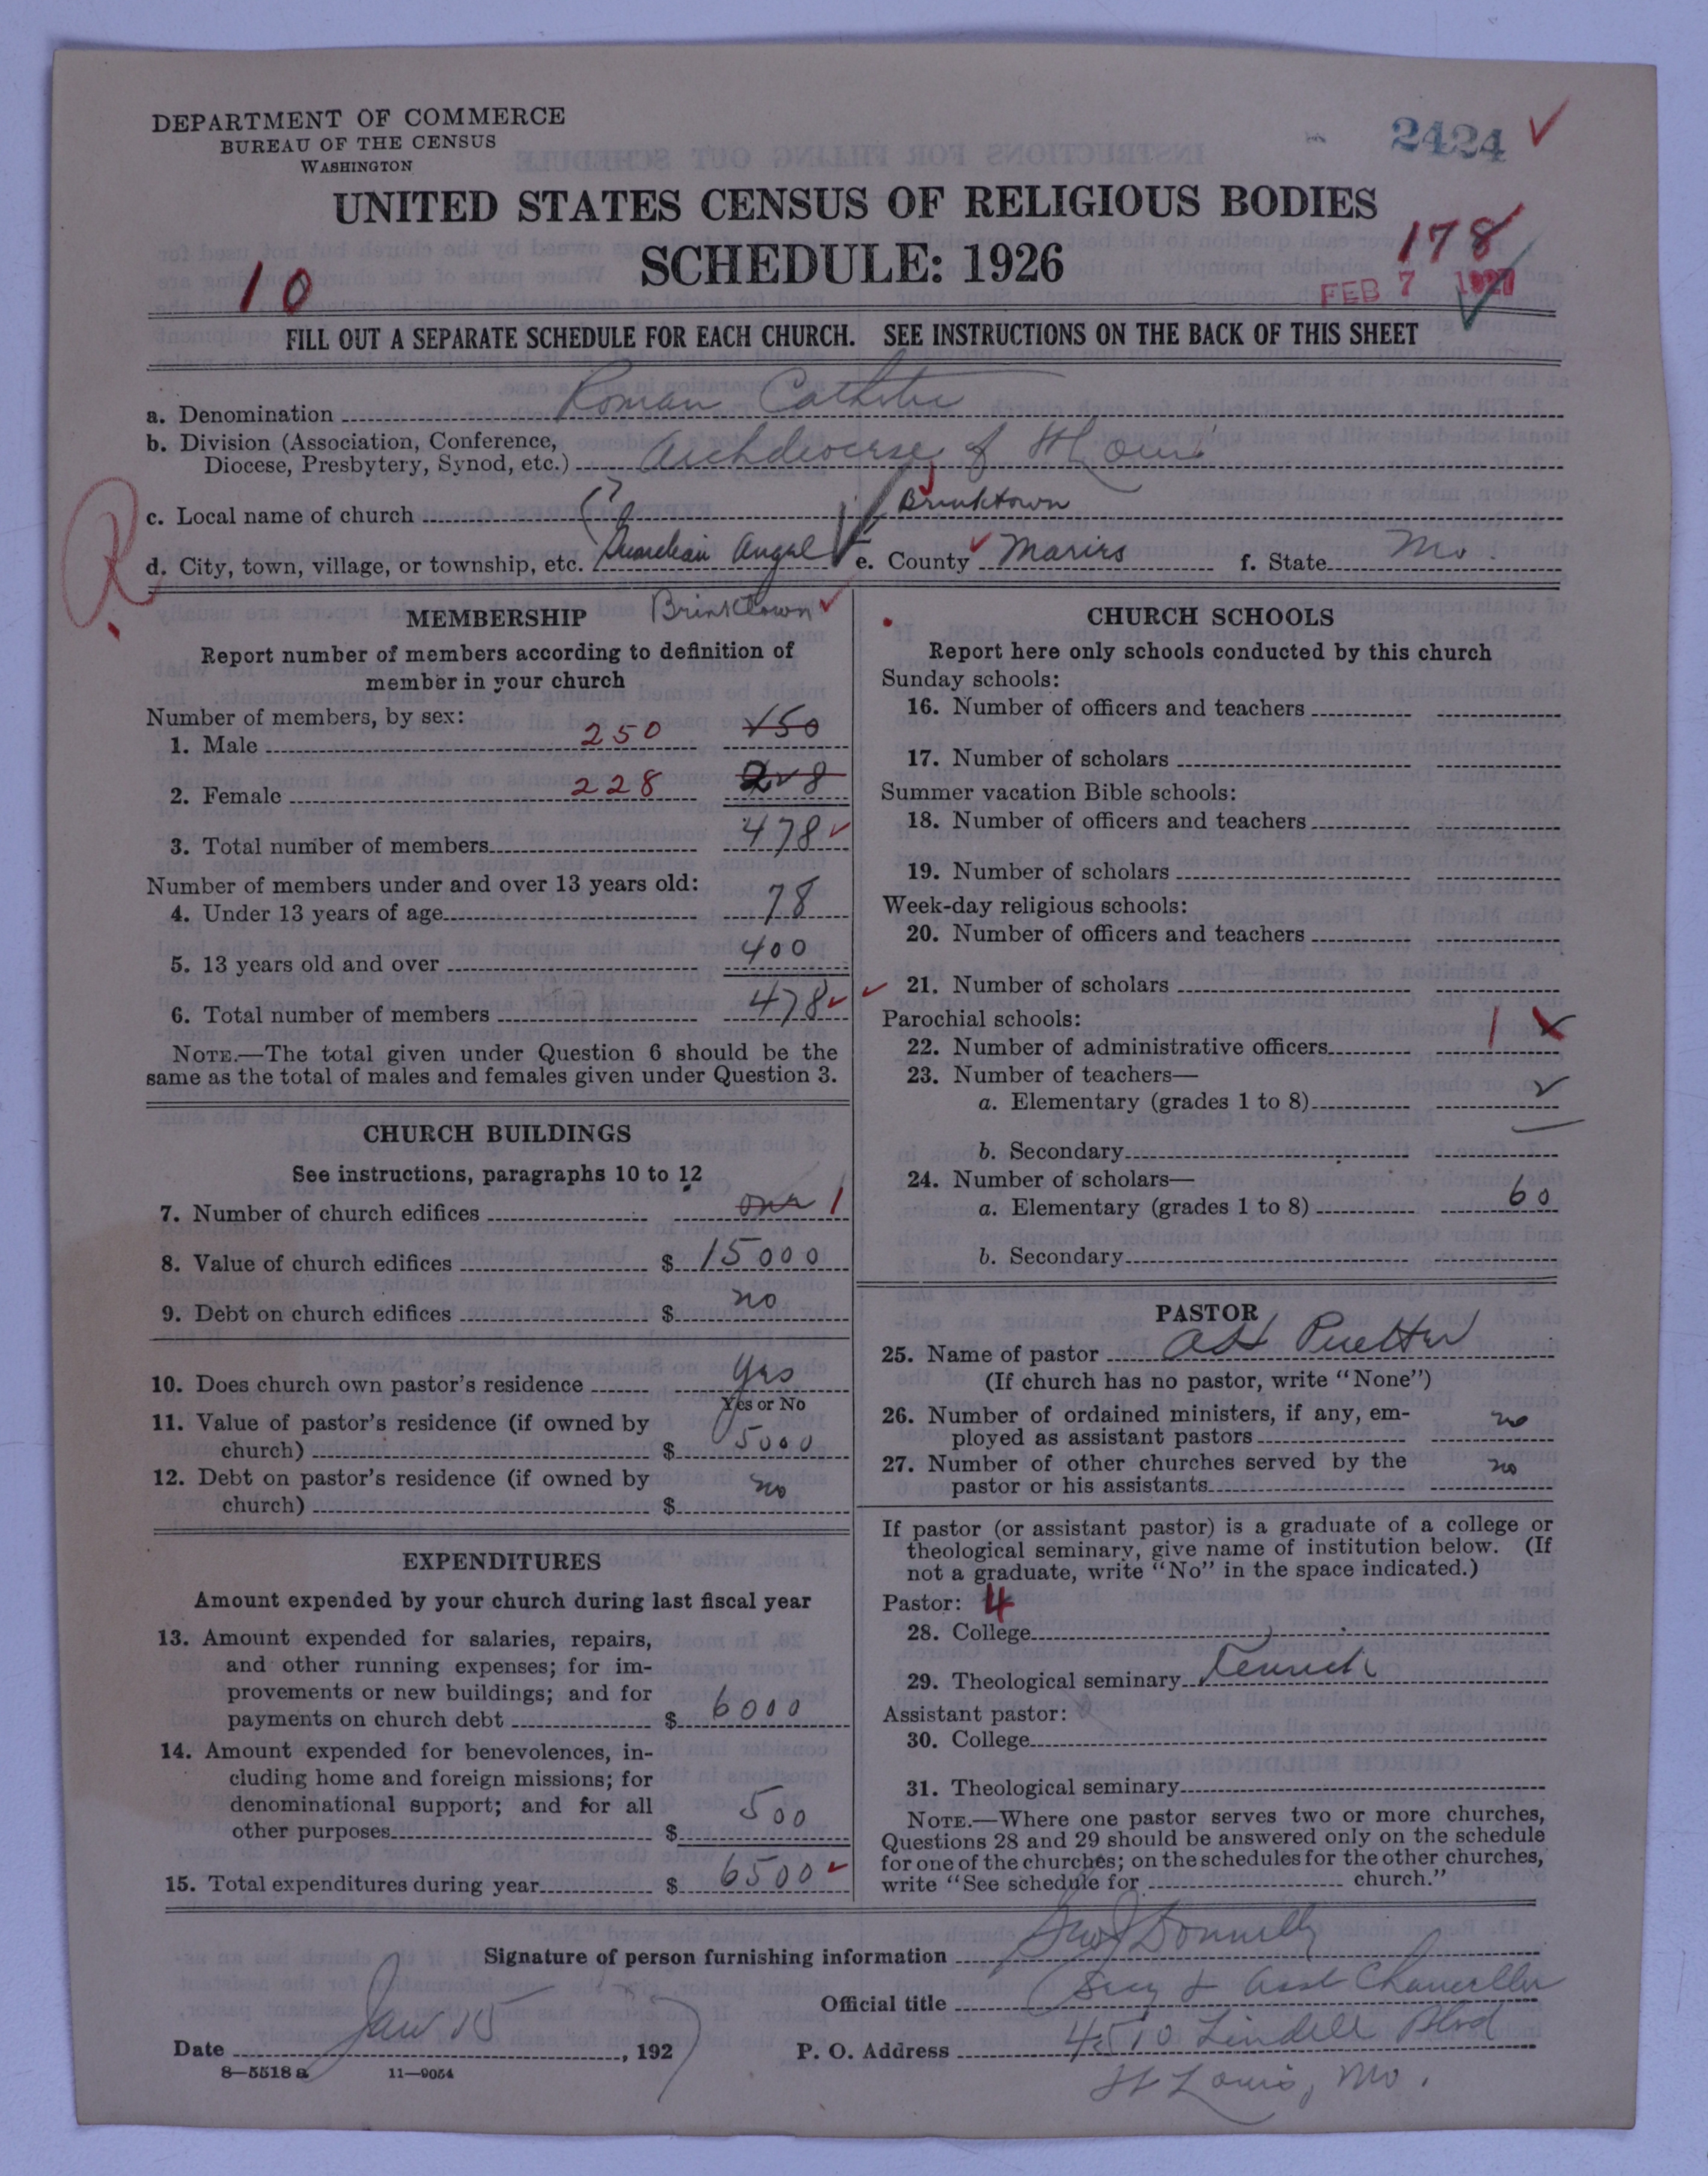 DEPARTMENT OF COMMERCE
BUREAU OF THE CENSUS
WASHINGTON
2424
UNITED STATES CENSUS OF RELIGIOUS BODIES
SCHEDULE: 1926
178
10
FEB 7 1927
FILL OUT A SEPARATE SCHEDULE FOR EACH CHURCH. SEE INSTRUCTIONS ON THE BACK OF THIS SHEET
a. Denomination Roman Catholic
b. Division (Association, Conference,
Diocese, Presbytery, Synod, etc.) Archdiocese of St Louis
c. Local name of church Brinktown
d. City, town, village, or township, etc. Guardian Angel e. County Maries f. State Mo.
MEMBERSHIP Brinktown
Report number of members according to definition of
member in your church
Number of members, by sex:
1. Male 250
2. Female 228
3. Total number of members 478
Number of members under and over 13 years old:
4. Under 13 years of age 78
5. 13 years old and over 400
6. Total number of members 478
NOTE.—The total given under Question 6 should be the
same as the total of males and females given under Question 3.
CHURCH BUILDINGS
See instructions, paragraphs 10 to 12
7. Number of church edifices one 1
8. Value of church edifices $ 15000
9. Debt on church edifices $ no
10. Does church own pastor's residence yes
Yes or No
11. Value of pastor's residence (if owned by
church) $ 5000
12. Debt on pastor's residence (if owned by
church) $ no
EXPENDITURES
Amount expended by your church during last fiscal year
13. Amount expended for salaries, repairs,
and other running expenses; for im-
provements or new buildings; and for
payments on church debt $ 6000
14. Amount expended for benevolences, in-
cluding home and foreign missions; for
denominational support; and for all
other purposes $ 500
15. Total expenditures during year $ 6500
CHURCH SCHOOLS
Report here only schools conducted by this church
Sunday schools:
16. Number of officers and teachers
17. Number of scholars
Summer vacation Bible schools:
18. Number of officers and teachers
19. Number of scholars
Week-day religious schools:
20. Number of officers and teachers
21. Number of scholars
Parochial schools:
22. Number of administrative officers 1
23. Number of teachers—
a. Elementary (grades 1 to 8)
b. Secondary
24. Number of scholars—
a. Elementary (grades 1 to 8) 60
b. Secondary
PASTOR
25. Name of pastor
(If church has no pastor, write "None")
26. Number of ordained ministers, if any, em-
ployed as assistant pastors no
27. Number of other churches served by the
pastor or his assistants no
If pastor (or assistant pastor) is a graduate of a college or
theological seminary, give name of institution below. (If
not a graduate, write "No" in the space indicated.)
Pastor: 4
28. College
29. Theological seminary Kenrick
Assistant pastor:
30. College
31. Theological seminary
NOTE.—Where one pastor serves two or more churches,
Questions 28 and 29 should be answered only on the schedule
for one of the churches; on the schedules for the other churches,
write "See schedule for church."
Signature of person furnishing information Geo J Donnelly
Official title Secy & Asst Chancellor
Date Jan 15, 1927 P. O. Address 4510 Lindell Blvd
St Louis, Mo.
8—5518 a 11—9054